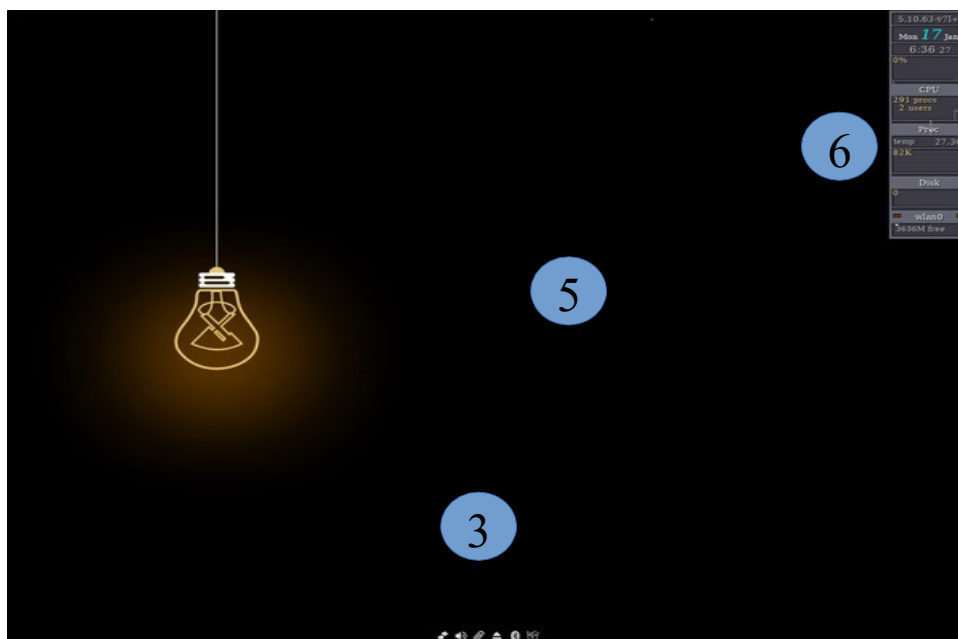 5.10.63-v7l+
Mon 17 Jan
6:36 27
0%
CPU
291 procs
2 users
6
Proc
temp 27.30
82K
Disk
0
wlan0
3636M free
5
3